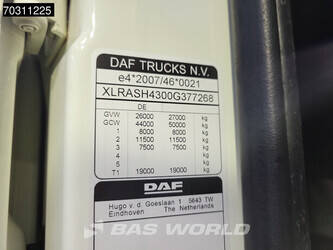 70311225
DAF TRUCKS N.V.
e4*2007/46*0021
XLRASH4300G377268
DE
GVW 26000 27000 kg
GCW 44000 50000 kg
1 8000 8000 kg
2 11500 11500 kg
3 7500 7500 kg
4 kg
5 kg
T1 19000 19000 kg
DAF
Hugo v. d. Goeslaan 1 5643 TW
Eindhoven The Netherlands
BAS WORLD